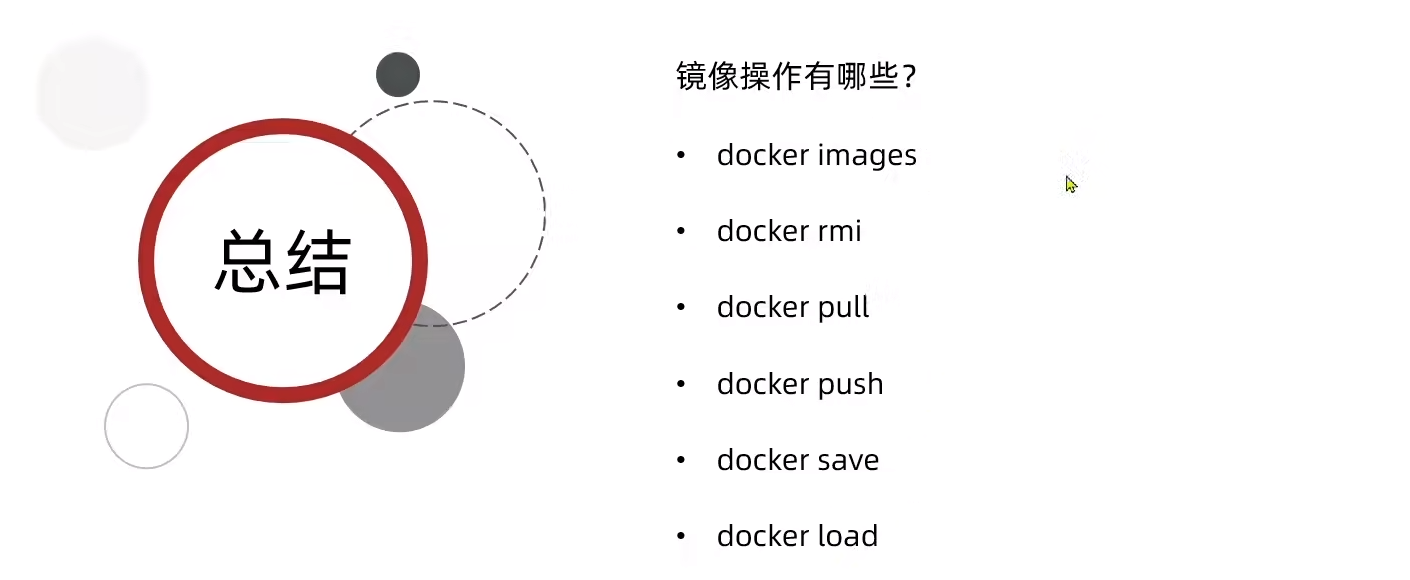 总结
镜像操作有哪些？
• docker images
• docker rmi
• docker pull
• docker push
• docker save
• docker load